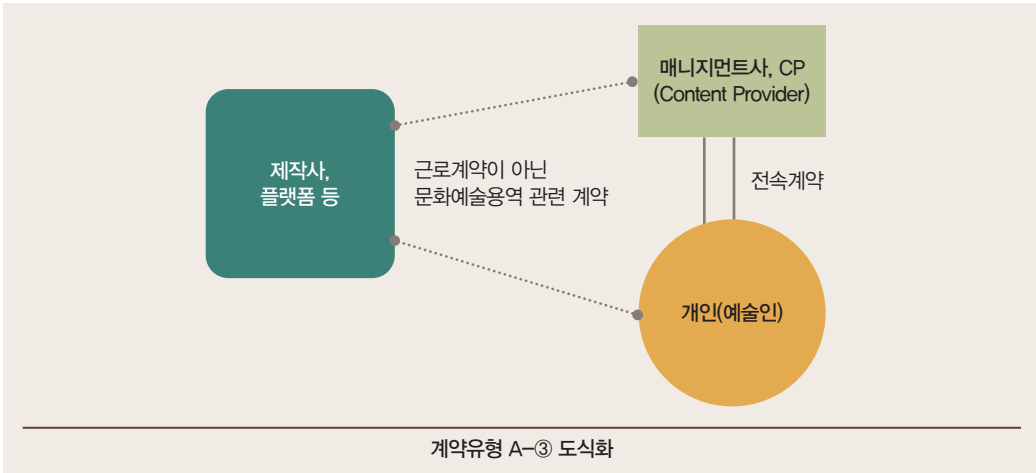 매니지먼트사, CP
(Content Provider)
제작사,
플랫폼 등
근로계약이 아닌
문화예술용역 관련 계약
전속계약
개인(예술인)
계약유형 A-③ 도식화